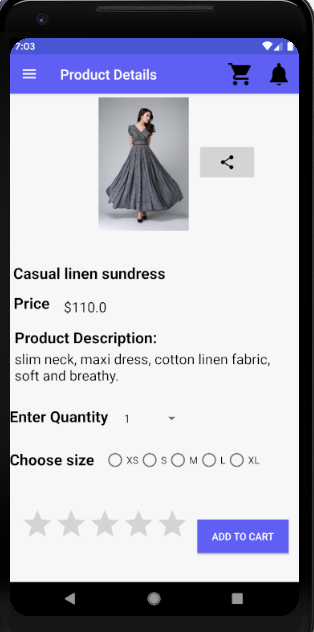 7:03
Product Details
Casual linen sundress
Price $110.0
Product Description:
slim neck, maxi dress, cotton linen fabric,
soft and breathy.
Enter Quantity 1
Choose size XS S M L XL
ADD TO CART